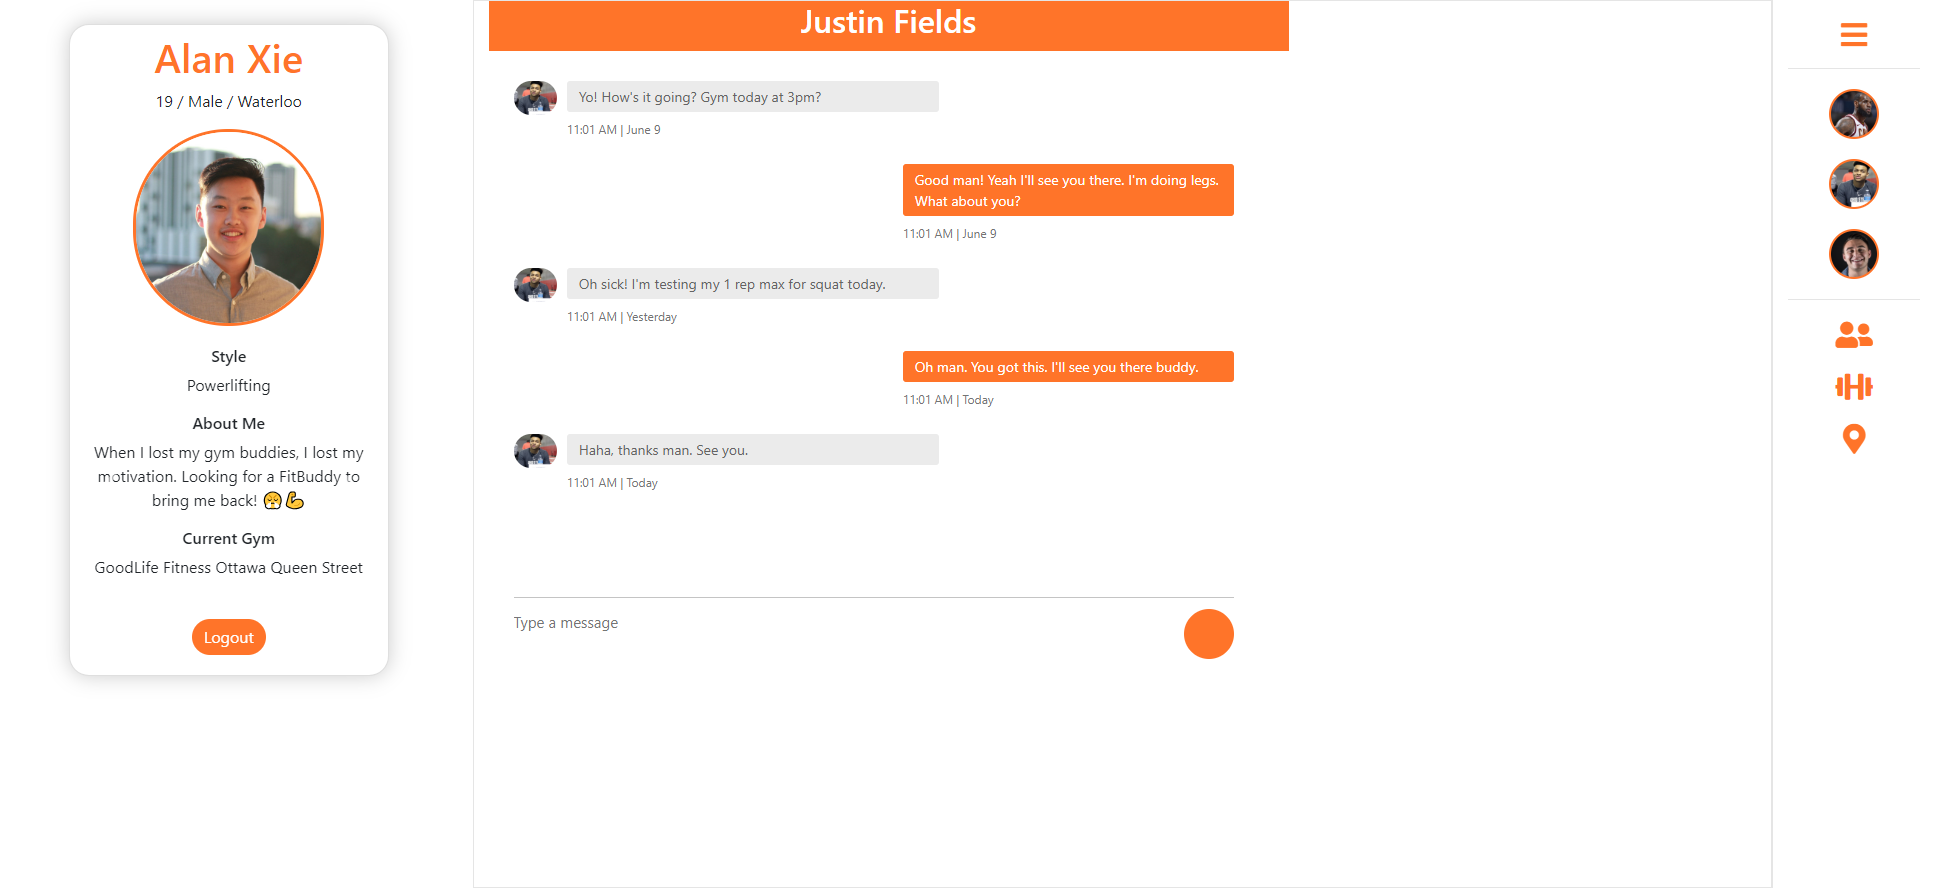 Alan Xie
19 / Male / Waterloo
Style
Powerlifting
About Me
When I lost my gym buddies, I lost my
motivation. Looking for a FitBuddy to
bring me back! 😤💪
Current Gym
GoodLife Fitness Ottawa Queen Street
Logout
Justin Fields
Yo! How's it going? Gym today at 3pm?
11:01 AM | June 9
Good man! Yeah I'll see you there. I'm doing legs.
What about you?
11:01 AM | June 9
Oh sick! I'm testing my 1 rep max for squat today.
11:01 AM | Yesterday
Oh man. You got this. I'll see you there buddy.
11:01 AM | Today
Haha, thanks man. See you.
11:01 AM | Today
Type a message